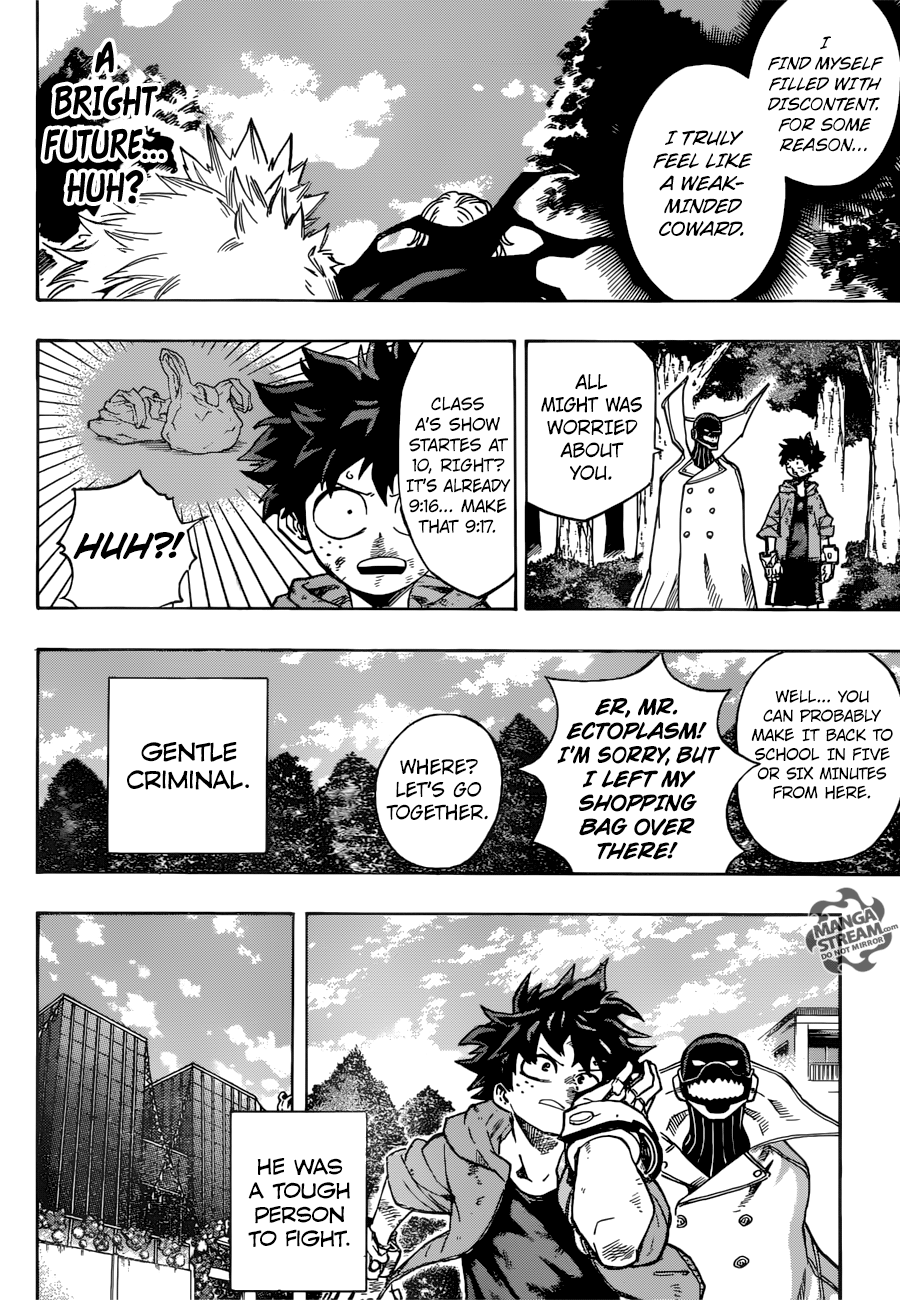 I
FIND MYSELF
FILLED WITH
DISCONTENT.
FOR SOME
REASON...
I TRULY
FEEL LIKE
A WEAK-
MINDED
COWARD.
A
BRIGHT
FUTURE...
HUH?
ALL
MIGHT WAS
WORRIED
ABOUT
YOU.
CLASS
A'S SHOW
STARTES AT
10, RIGHT?
IT'S ALREADY
9:16... MAKE
THAT 9:17.
HUH?!
WELL... YOU
CAN PROBABLY
MAKE IT BACK TO
SCHOOL IN FIVE
OR SIX MINUTES
FROM HERE.
ER, MR.
ECTOPLASM!
I'M SORRY, BUT
I LEFT MY
SHOPPING
BAG OVER
THERE!
WHERE?
LET'S GO
TOGETHER.
GENTLE
CRIMINAL.
MANGA
STREAM.com
DO NOT MIRROR
HE WAS
A TOUGH
PERSON
TO FIGHT.